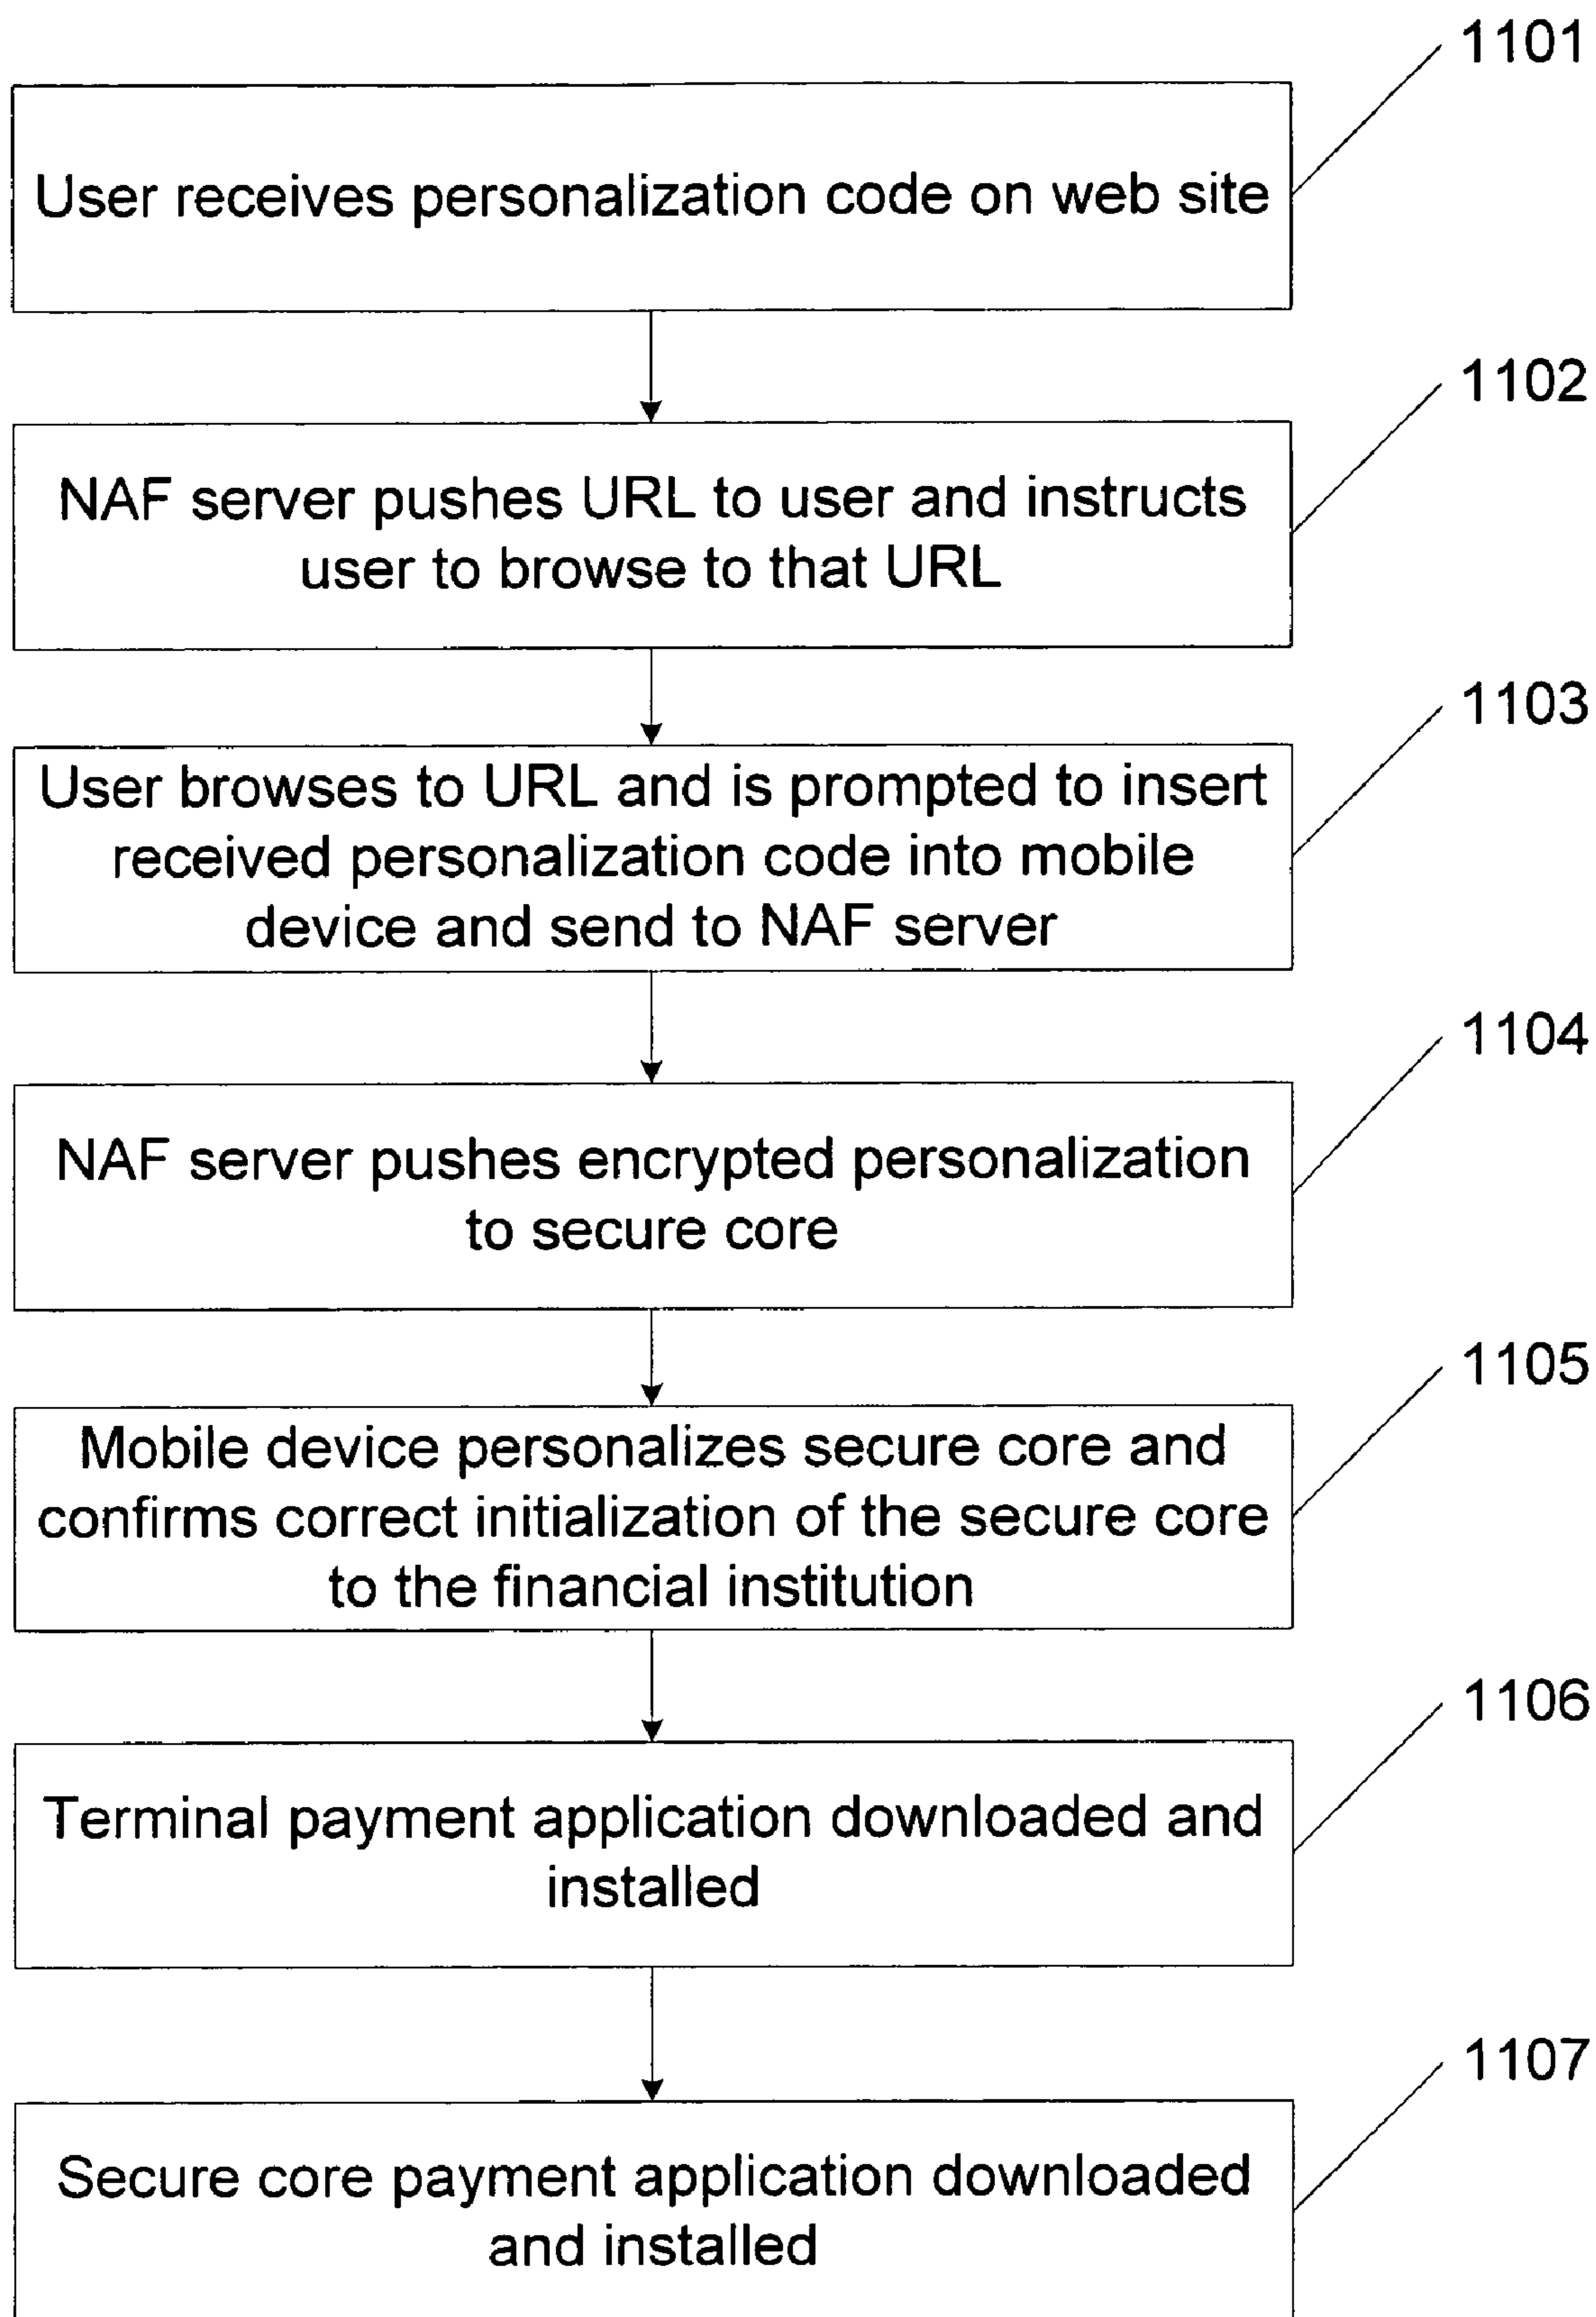 1101
User receives personalization code on web site
1102
NAF server pushes URL to user and instructs
user to browse to that URL
1103
User browses to URL and is prompted to insert
received personalization code into mobile
device and send to NAF server
1104
NAF server pushes encrypted personalization
to secure core
1105
Mobile device personalizes secure core and
confirms correct initialization of the secure core
to the financial institution
1106
Terminal payment application downloaded and
installed
1107
Secure core payment application downloaded
and installed